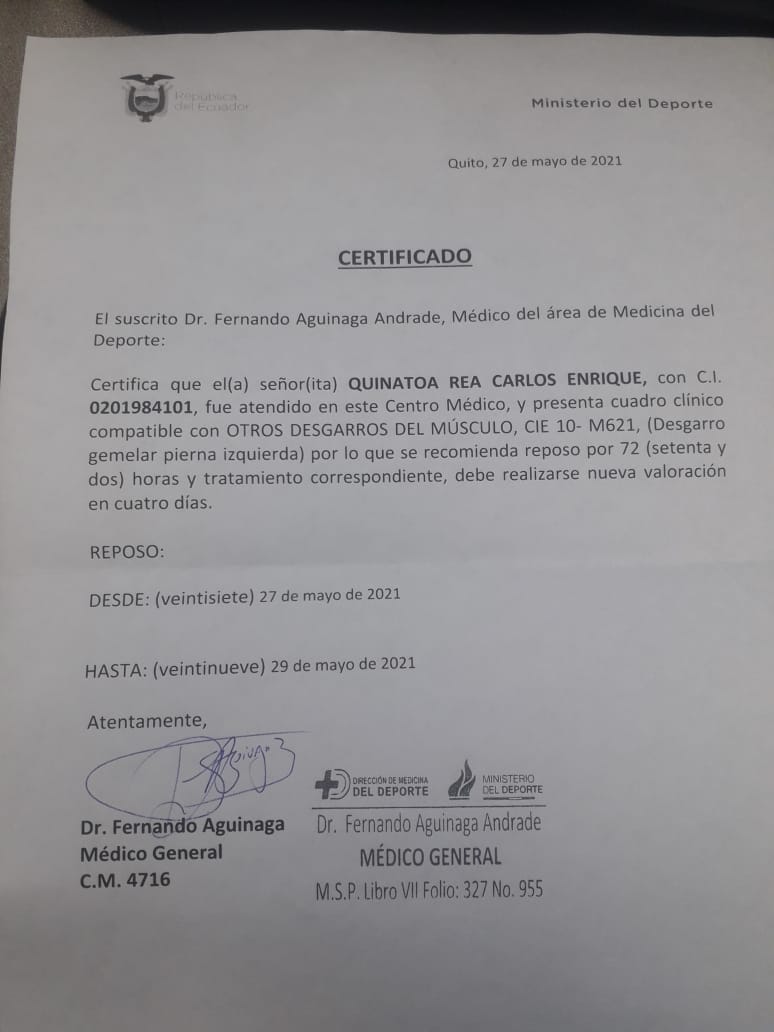 República
del Ecuador
Ministerio del Deporte
Quito, 27 de mayo de 2021
CERTIFICADO
El suscrito Dr. Fernando Aguinaga Andrade, Médico del área de Medicina del
Deporte:
Certifica que el(a) señor(ita) QUINATOA REA CARLOS ENRIQUE, con C.I.
0201984101, fue atendido en este Centro Médico, y presenta cuadro clínico
compatible con OTROS DESGARROS DEL MÚSCULO, CIE 10- M621, (Desgarro
gemelar pierna izquierda) por lo que se recomienda reposo por 72 (setenta y
dos) horas y tratamiento correspondiente, debe realizarse nueva valoración
en cuatro días.
REPOSO:
DESDE: (veintisiete) 27 de mayo de 2021
HASTA: (veintinueve) 29 de mayo de 2021
Atentamente,
Dr. Fernando Aguinaga
Médico General
C.M. 4716
DIRECCIÓN DE MEDICINA
DEL DEPORTE
MINISTERIO
DEL DEPORTE
Dr. Fernando Aguinaga Andrade
MÉDICO GENERAL
M.S.P. Libro VII Folio: 327 No. 955